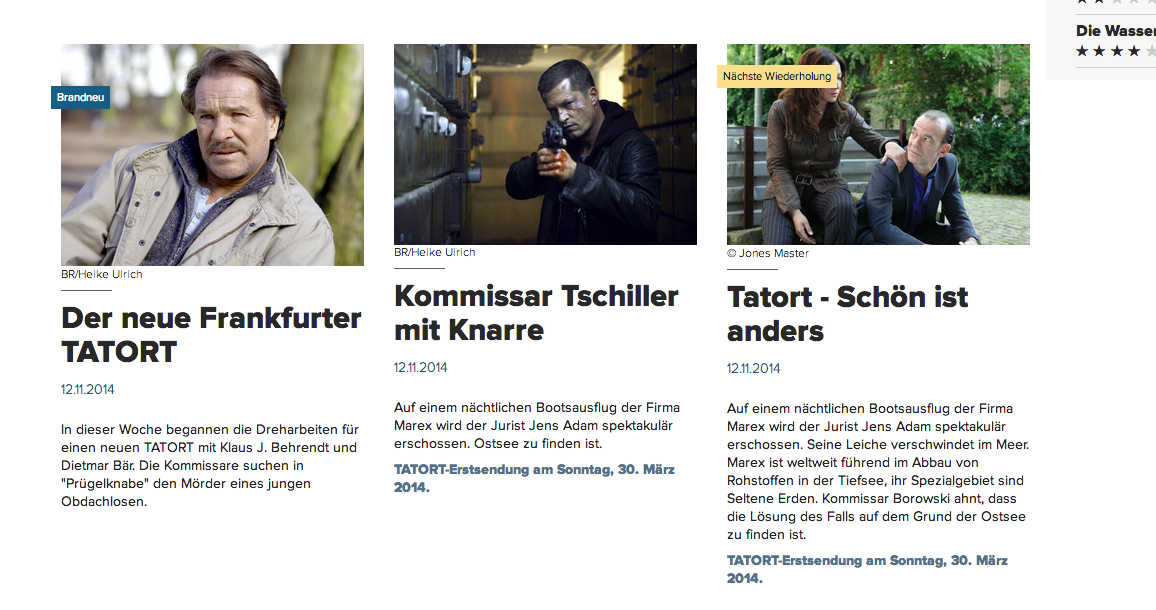 Die Wasser
Brandneu
BR/Heike Ulrich
Der neue Frankfurter
TATORT
12.11.2014
In dieser Woche begannen die Dreharbeiten für
einen neuen TATORT mit Klaus J. Behrendt und
Dietmar Bär. Die Kommissare suchen in
"Prügelknabe" den Mörder eines jungen
Obdachlosen.
BR/Heike Ulrich
Kommissar Tschiller
mit Knarre
12.11.2014
Auf einem nächtlichen Bootsausflug der Firma
Marex wird der Jurist Jens Adam spektakulär
erschossen. Ostsee zu finden ist.
TATORT-Erstsendung am Sonntag, 30. März
2014.
Nächste Wiederholung
© Jones Master
Tatort - Schön ist
anders
12.11.2014
Auf einem nächtlichen Bootsausflug der Firma
Marex wird der Jurist Jens Adam spektakulär
erschossen. Seine Leiche verschwindet im Meer.
Marex ist weltweit führend im Abbau von
Rohstoffen in der Tiefsee, ihr Spezialgebiet sind
Seltene Erden. Kommissar Borowski ahnt, dass
die Lösung des Falls auf dem Grund der Ostsee
zu finden ist.
TATORT-Erstsendung am Sonntag, 30. März
2014.